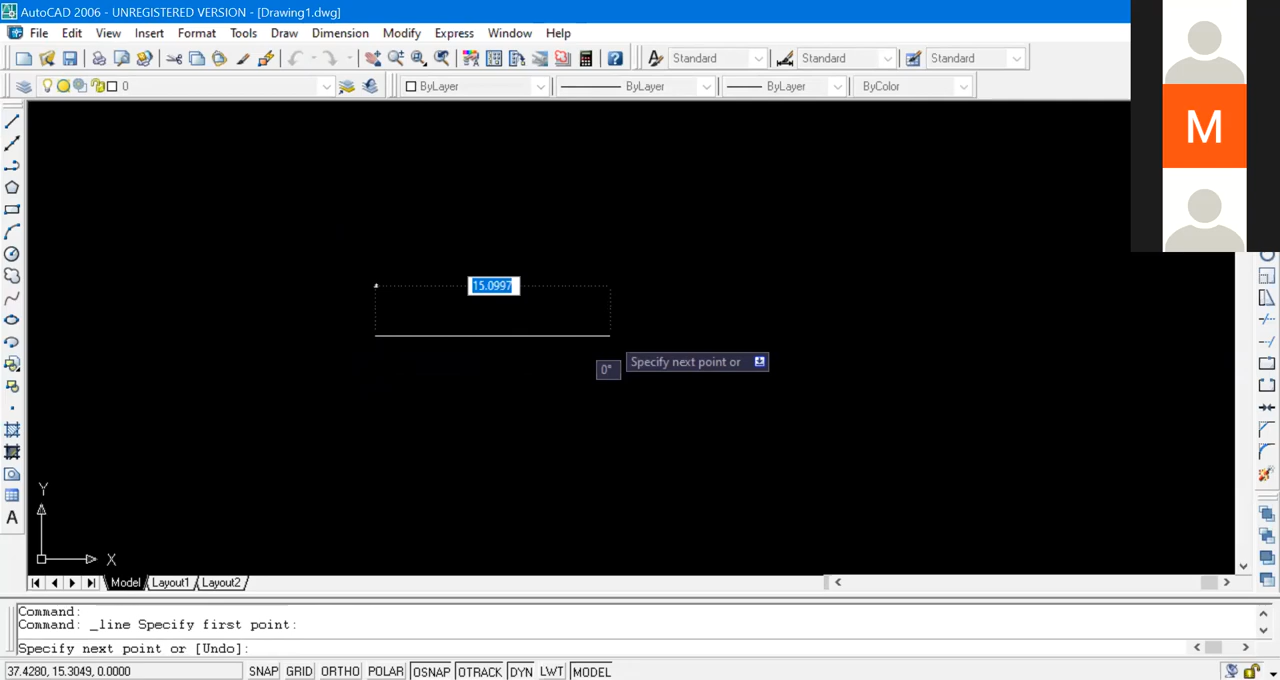 AutoCAD 2006 - UNREGISTERED VERSION - [Drawing1.dwg]
File Edit View Insert Format Tools Draw Dimension Modify Express Window Help
Standard Standard Standard
0 ByLayer ByLayer ByLayer ByColor
M
15.0997
Specify next point or
0°
A
Y
X
Model Layout1 Layout2
Command:
Command: _line Specify first point:
Specify next point or [Undo]:
37.4280, 15.3049, 0.0000 SNAP GRID ORTHO POLAR OSNAP OTRACK DYN LWT MODEL